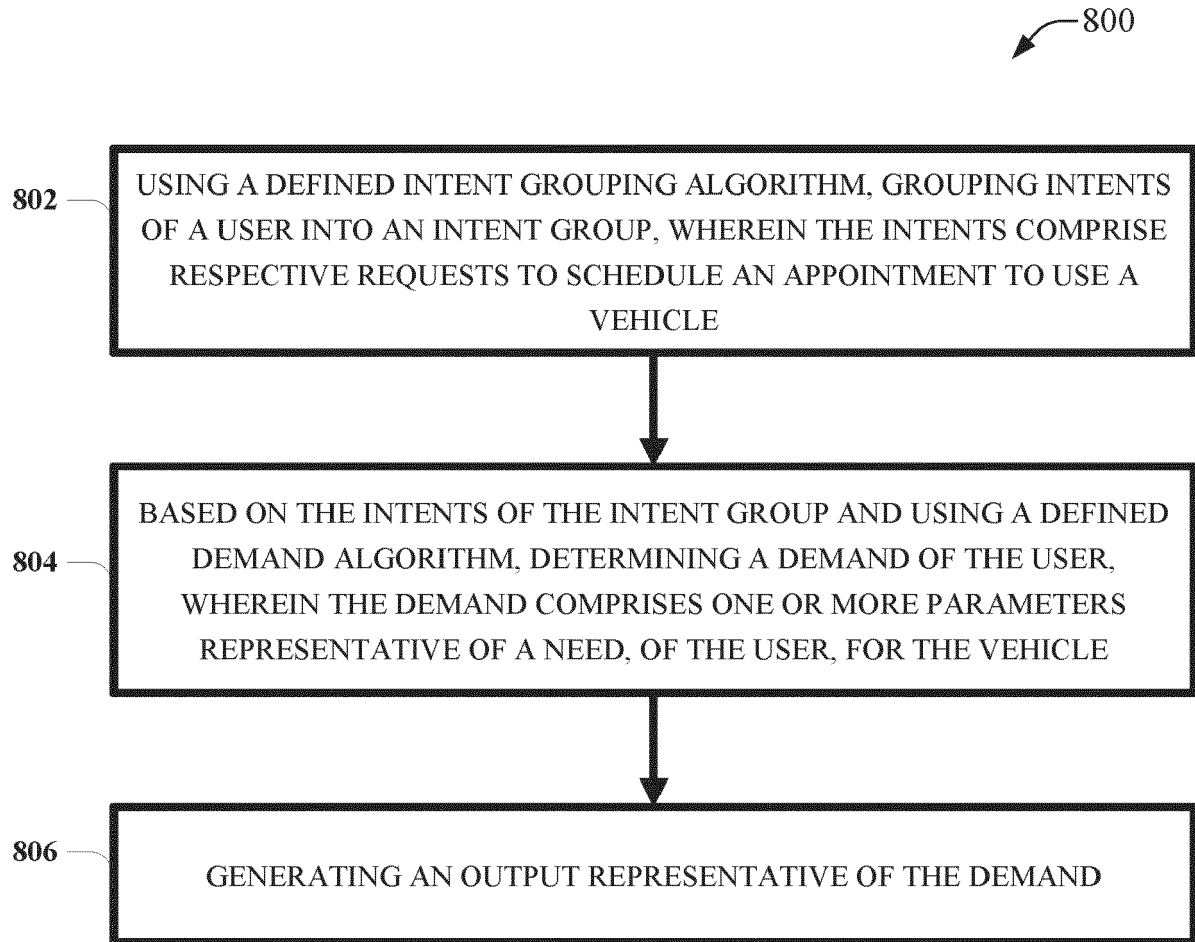 800
802
USING A DEFINED INTENT GROUPING ALGORITHM, GROUPING INTENTS
OF A USER INTO AN INTENT GROUP, WHEREIN THE INTENTS COMPRISE
RESPECTIVE REQUESTS TO SCHEDULE AN APPOINTMENT TO USE A
VEHICLE
804
BASED ON THE INTENTS OF THE INTENT GROUP AND USING A DEFINED
DEMAND ALGORITHM, DETERMINING A DEMAND OF THE USER,
WHEREIN THE DEMAND COMPRISES ONE OR MORE PARAMETERS
REPRESENTATIVE OF A NEED, OF THE USER, FOR THE VEHICLE
806
GENERATING AN OUTPUT REPRESENTATIVE OF THE DEMAND